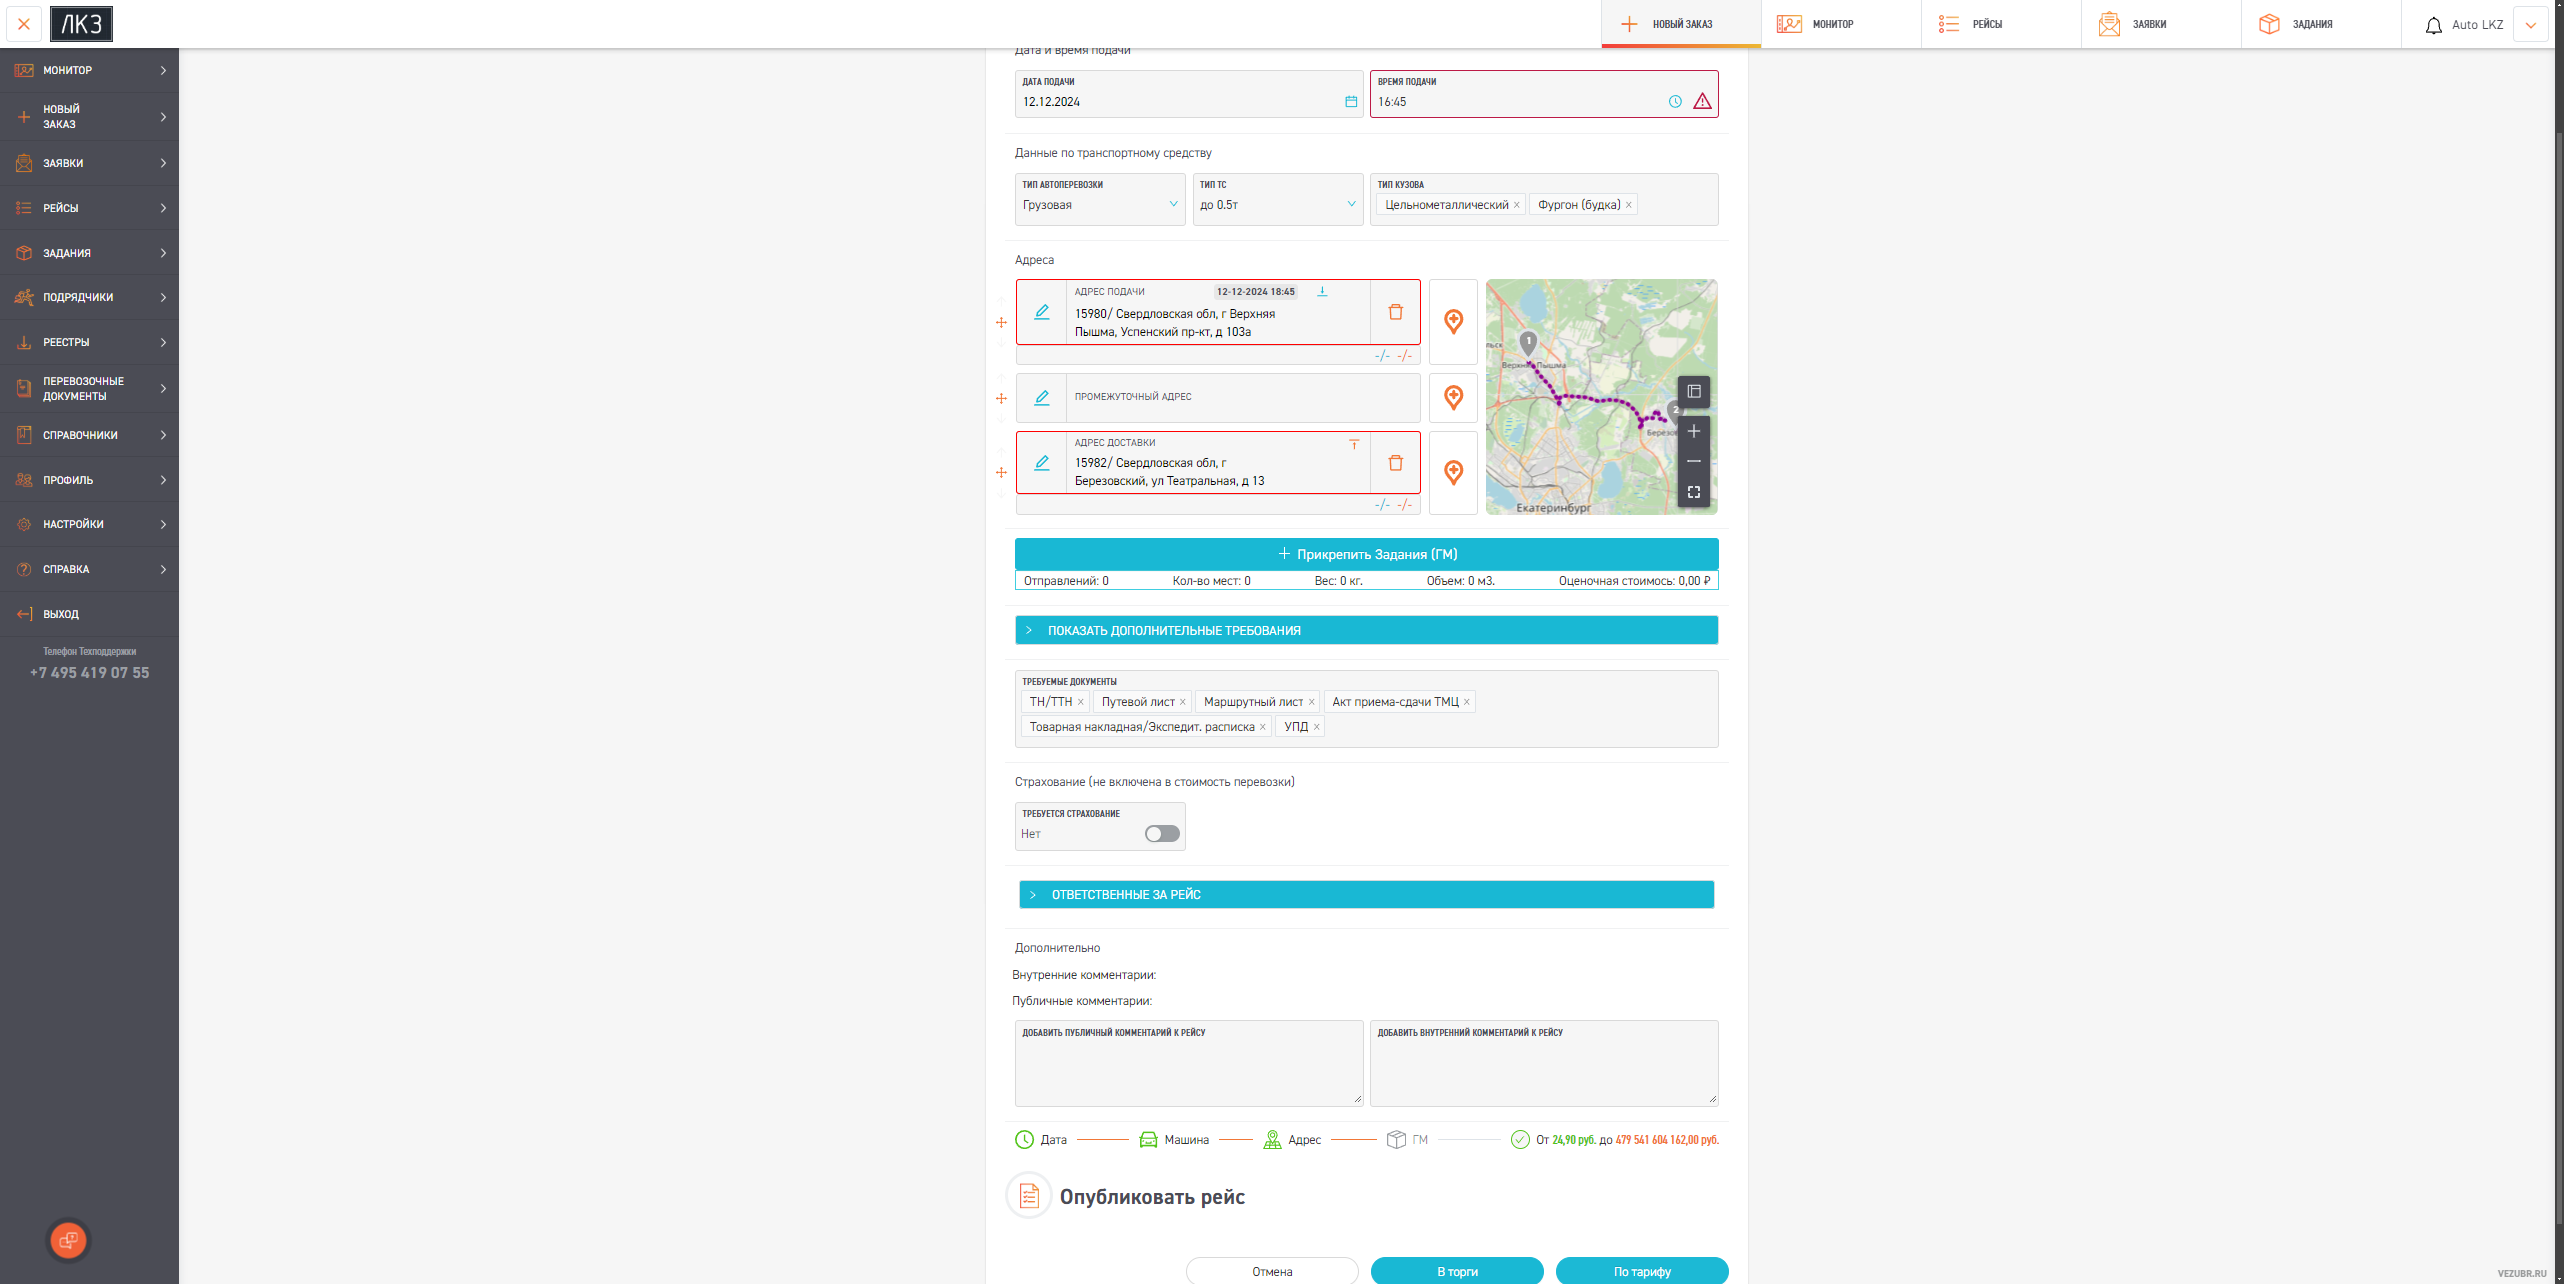 ЛКЗ
НОВЫЙ ЗАКАЗ
МОНИТОР
РЕЙСЫ
ЗАЯВКИ
ЗАДАНИЯ
Auto LKZ
МОНИТОР
НОВЫЙ
ЗАКАЗ
ЗАЯВКИ
РЕЙСЫ
ЗАДАНИЯ
ПОДРЯДЧИКИ
РЕЕСТРЫ
ПЕРЕВОЗОЧНЫЕ
ДОКУМЕНТЫ
СПРАВОЧНИКИ
ПРОФИЛЬ
НАСТРОЙКИ
СПРАВКА
ВЫХОД
Телефон Техподдержки
+7 495 419 07 55
Дата и время подачи
ДАТА ПОДАЧИ
12.12.2024
ВРЕМЯ ПОДАЧИ
16:45
Данные по транспортному средству
ТИП АВТОПЕРЕВОЗКИ
Грузовая
ТИП ТС
до 0.5т
ТИП КУЗОВА
Цельнометаллический × Фургон (будка) ×
Адреса
АДРЕС ПОДАЧИ 12-12-2024 18:45
15980/ Свердловская обл, г Верхняя
Пышма, Успенский пр-кт, д 103а
-/- -/-
ПРОМЕЖУТОЧНЫЙ АДРЕС
АДРЕС ДОСТАВКИ
15982/ Свердловская обл, г
Березовский, ул Театральная, д 13
-/- -/-
1
Верхняя Пышма
2
Екатеринбург
+ Прикрепить Задания (ГМ)
Отправлений: 0 Кол-во мест: 0 Вес: 0 кг. Объем: 0 м3. Оценочная стоимось: 0,00 ₽
ПОКАЗАТЬ ДОПОЛНИТЕЛЬНЫЕ ТРЕБОВАНИЯ
ТРЕБУЕМЫЕ ДОКУМЕНТЫ
ТН/ТТН × Путевой лист × Маршрутный лист × Акт приема-сдачи ТМЦ ×
Товарная накладная/Экспедит. расписка × УПД ×
Страхование (не включена в стоимость перевозки)
ТРЕБУЕТСЯ СТРАХОВАНИЕ
Нет
ОТВЕТСТВЕННЫЕ ЗА РЕЙС
Дополнительно
Внутренние комментарии:
Публичные комментарии:
ДОБАВИТЬ ПУБЛИЧНЫЙ КОММЕНТАРИЙ К РЕЙСУ
ДОБАВИТЬ ВНУТРЕННИЙ КОММЕНТАРИЙ К РЕЙСУ
Дата Машина Адрес ГМ От 24,90 руб. до 479 541 604 162,00 руб.
Опубликовать рейс
Отмена
В торги
По тарифу
VEZUBR.RU